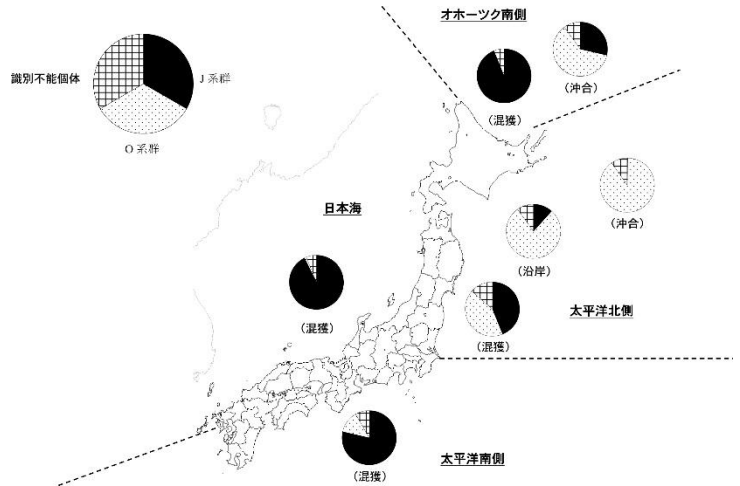 オホーツク南側
識別不能個体
J 系群
O 系群
(混獲)
(沖合)
日本海
(混獲)
(沖合)
(沿岸)
太平洋北側
(混獲)
太平洋南側
(混獲)